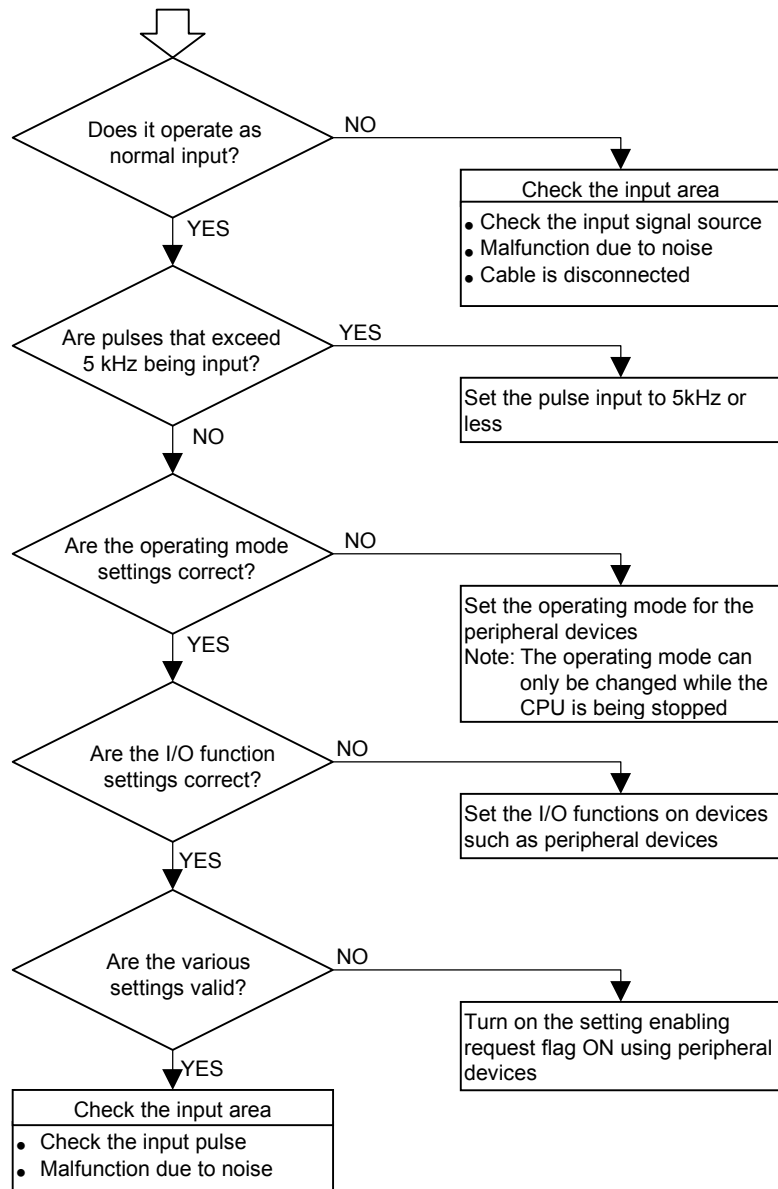 Does it operate as
normal input?
NO
YES
Check the input area
● Check the input signal source
● Malfunction due to noise
● Cable is disconnected
Are pulses that exceed
5 kHz being input?
YES
NO
Set the pulse input to 5kHz or
less
Are the operating mode
settings correct?
NO
YES
Set the operating mode for the
peripheral devices
Note: The operating mode can
only be changed while the
CPU is being stopped
Are the I/O function
settings correct?
NO
YES
Set the I/O functions on devices
such as peripheral devices
Are the various
settings valid?
NO
YES
Turn on the setting enabling
request flag ON using peripheral
devices
Check the input area
● Check the input pulse
● Malfunction due to noise